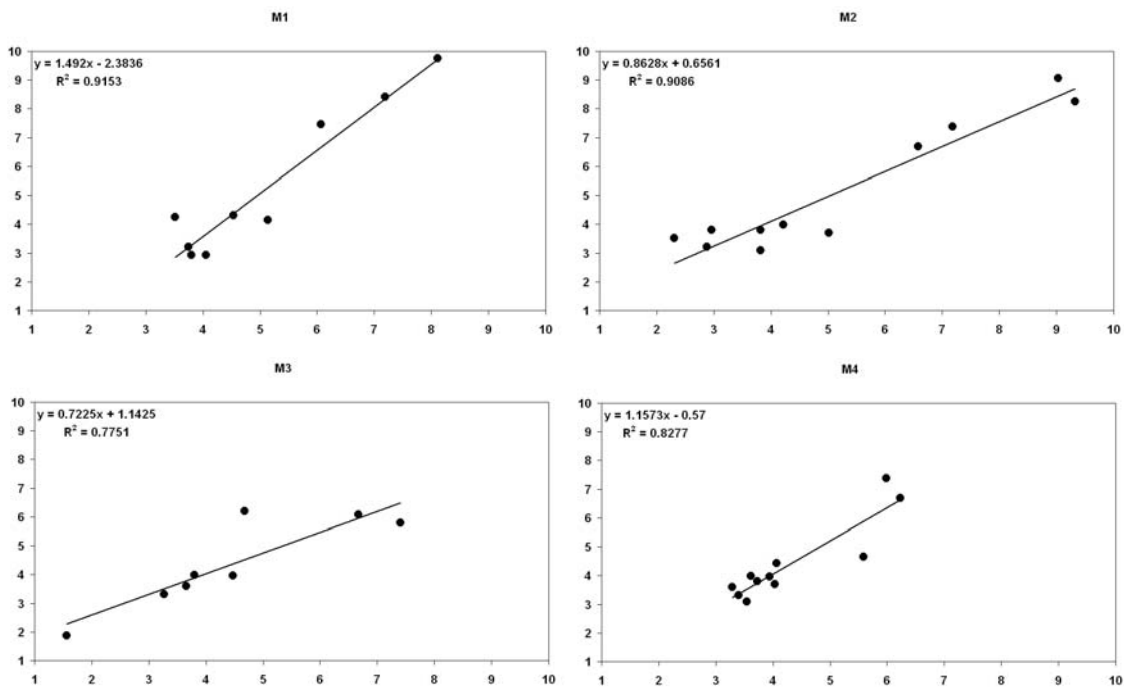 M1
y = 1.492x - 2.3836
R² = 0.9153
10
9
8
7
6
5
4
3
2
1
1 2 3 4 5 6 7 8 9 10
M2
y = 0.8628x + 0.6561
R² = 0.9086
10
9
8
7
6
5
4
3
2
1
1 2 3 4 5 6 7 8 9 10
M3
y = 0.7225x + 1.1425
R² = 0.7751
10
9
8
7
6
5
4
3
2
1
1 2 3 4 5 6 7 8 9 10
M4
y = 1.1573x - 0.57
R² = 0.8277
10
9
8
7
6
5
4
3
2
1
1 2 3 4 5 6 7 8 9 10